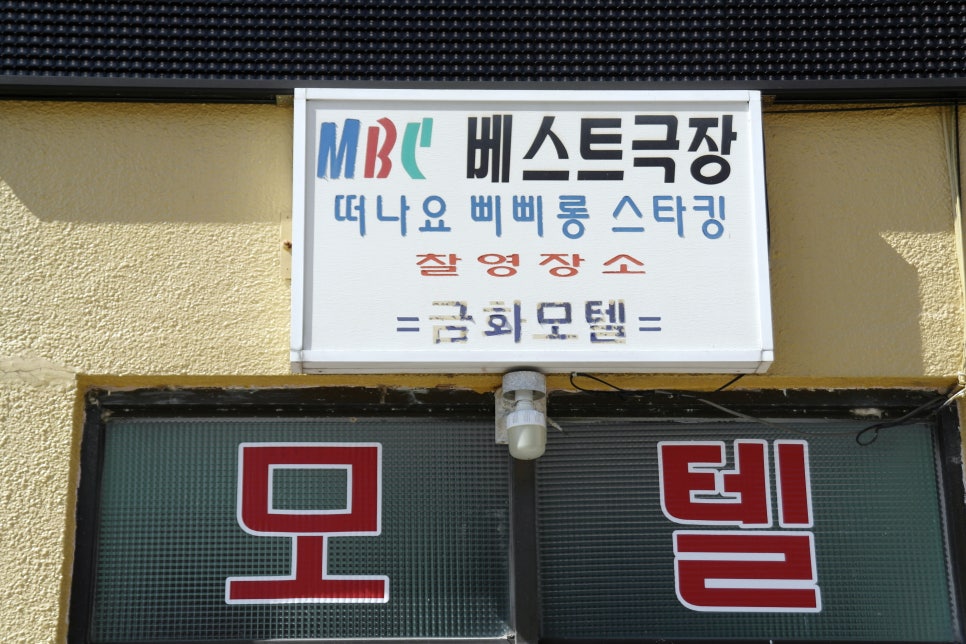 MBC 베스트극장
떠나요 삐삐롱 스타킹
촬영장소
=금화모텔=
모텔